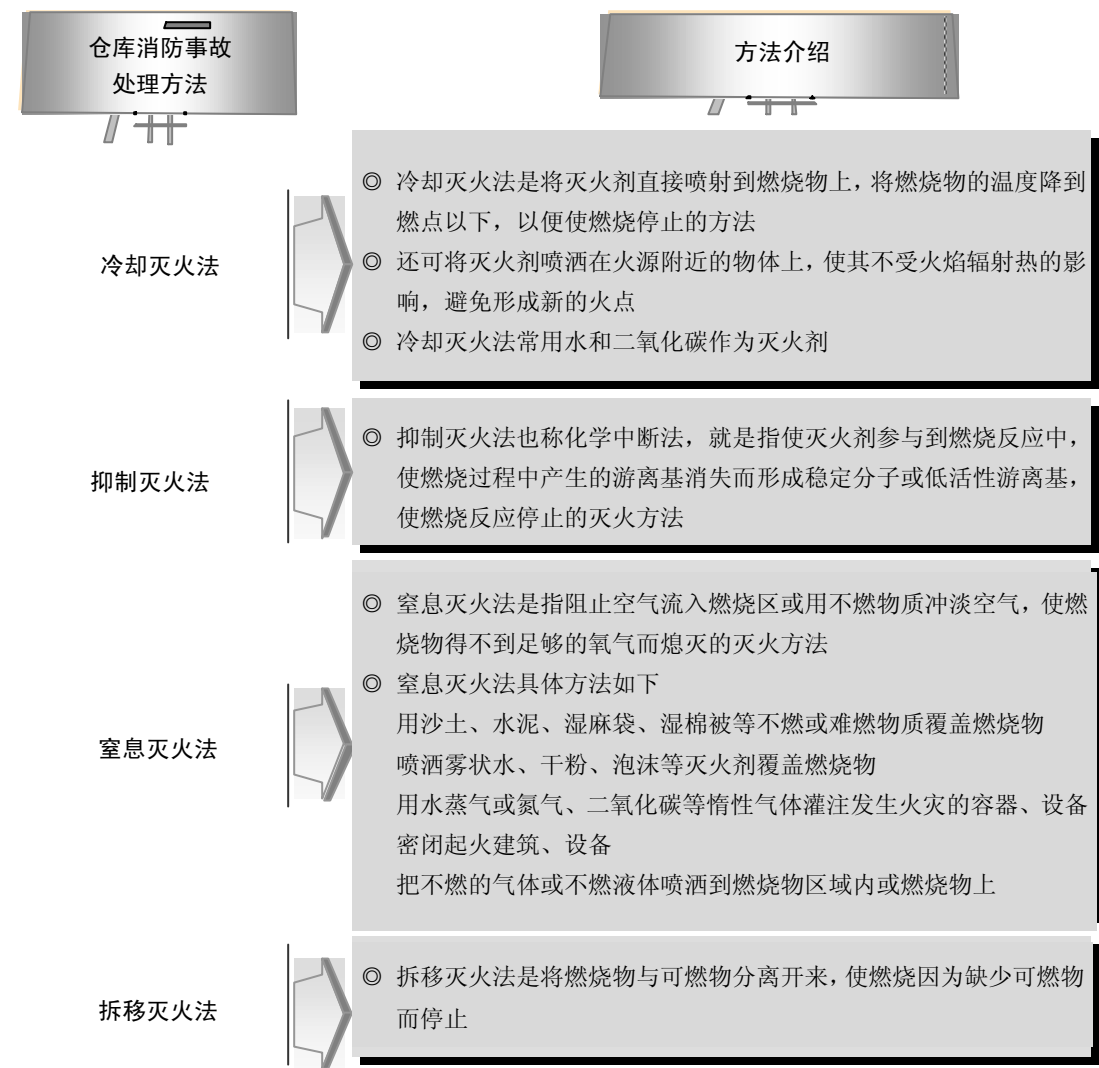 仓库消防事故
处理方法
方法介绍
冷却灭火法
◎ 冷却灭火法是将灭火剂直接喷射到燃烧物上，将燃烧物的温度降到
燃点以下，以便使燃烧停止的方法
◎ 还可将灭火剂喷洒在火源附近的物体上，使其不受火焰辐射热的影
响，避免形成新的火点
◎ 冷却灭火法常用水和二氧化碳作为灭火剂
抑制灭火法
◎ 抑制灭火法也称化学中断法，就是指使灭火剂参与到燃烧反应中，
使燃烧过程中产生的游离基消失而形成稳定分子或低活性游离基，
使燃烧反应停止的灭火方法
窒息灭火法
◎ 窒息灭火法是指阻止空气流入燃烧区或用不燃物质冲淡空气，使燃
烧物得不到足够的氧气而熄灭的灭火方法
◎ 窒息灭火法具体方法如下
用沙土、水泥、湿麻袋、湿棉被等不燃或难燃物质覆盖燃烧物
喷洒雾状水、干粉、泡沫等灭火剂覆盖燃烧物
用水蒸气或氮气、二氧化碳等惰性气体灌注发生火灾的容器、设备
密闭起火建筑、设备
把不燃的气体或不燃液体喷洒到燃烧物区域内或燃烧物上
拆移灭火法
◎ 拆移灭火法是将燃烧物与可燃物分离开来，使燃烧因为缺少可燃物
而停止